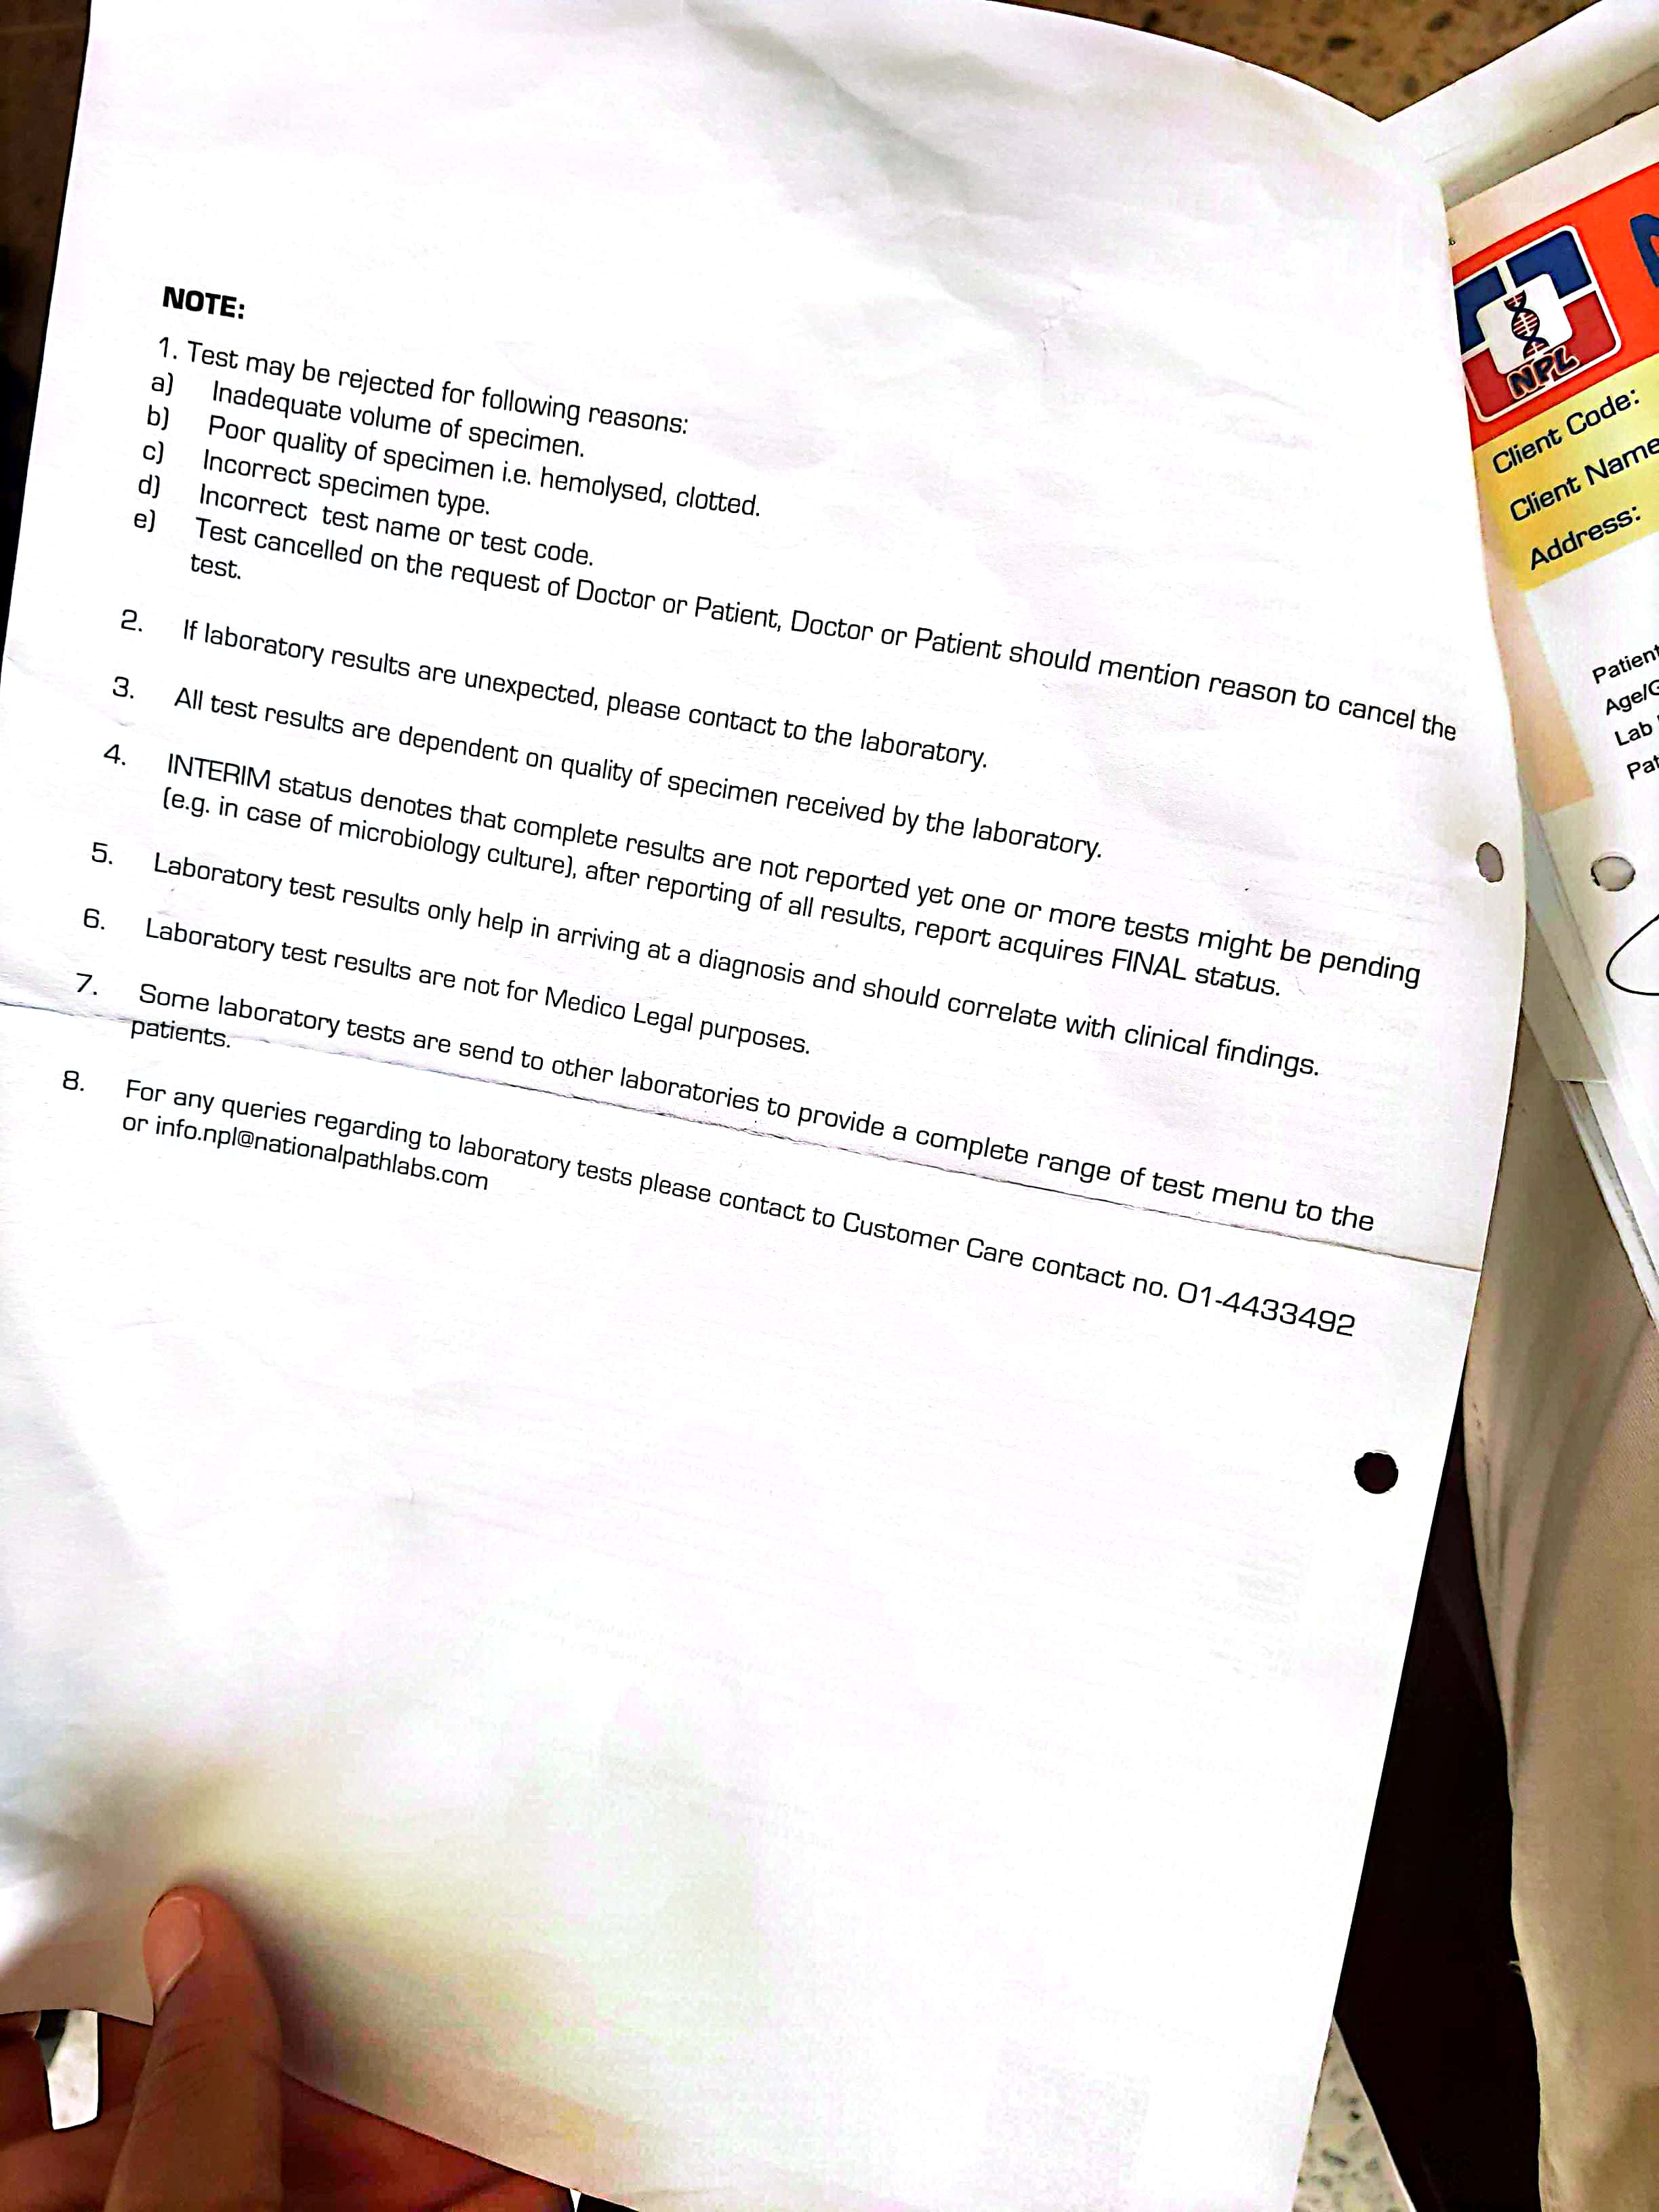 NOTE:
1. Test may be rejected for following reasons:
a) Inadequate volume of specimen.
b) Poor quality of specimen i.e. hemolysed, clotted.
c) Incorrect specimen type.
d) Incorrect test name or test code.
e) Test cancelled on the request of Doctor or Patient, Doctor or Patient should mention reason to cancel the
test.
2. If laboratory results are unexpected, please contact to the laboratory.
3. All test results are dependent on quality of specimen received by the laboratory.
4. INTERIM status denotes that complete results are not reported yet one or more tests might be pending
(e.g. in case of microbiology culture), after reporting of all results, report acquires FINAL status.
5. Laboratory test results only help in arriving at a diagnosis and should correlate with clinical findings.
6. Laboratory test results are not for Medico Legal purposes.
7. Some laboratory tests are send to other laboratories to provide a complete range of test menu to the
patients.
8. For any queries regarding to laboratory tests please contact to Customer Care contact no. 01-4433492
or info.npl@nationalpathlabs.com
NPL
Client Code:
Client Name
Address:
Patient
Age/G
Lab
Pat